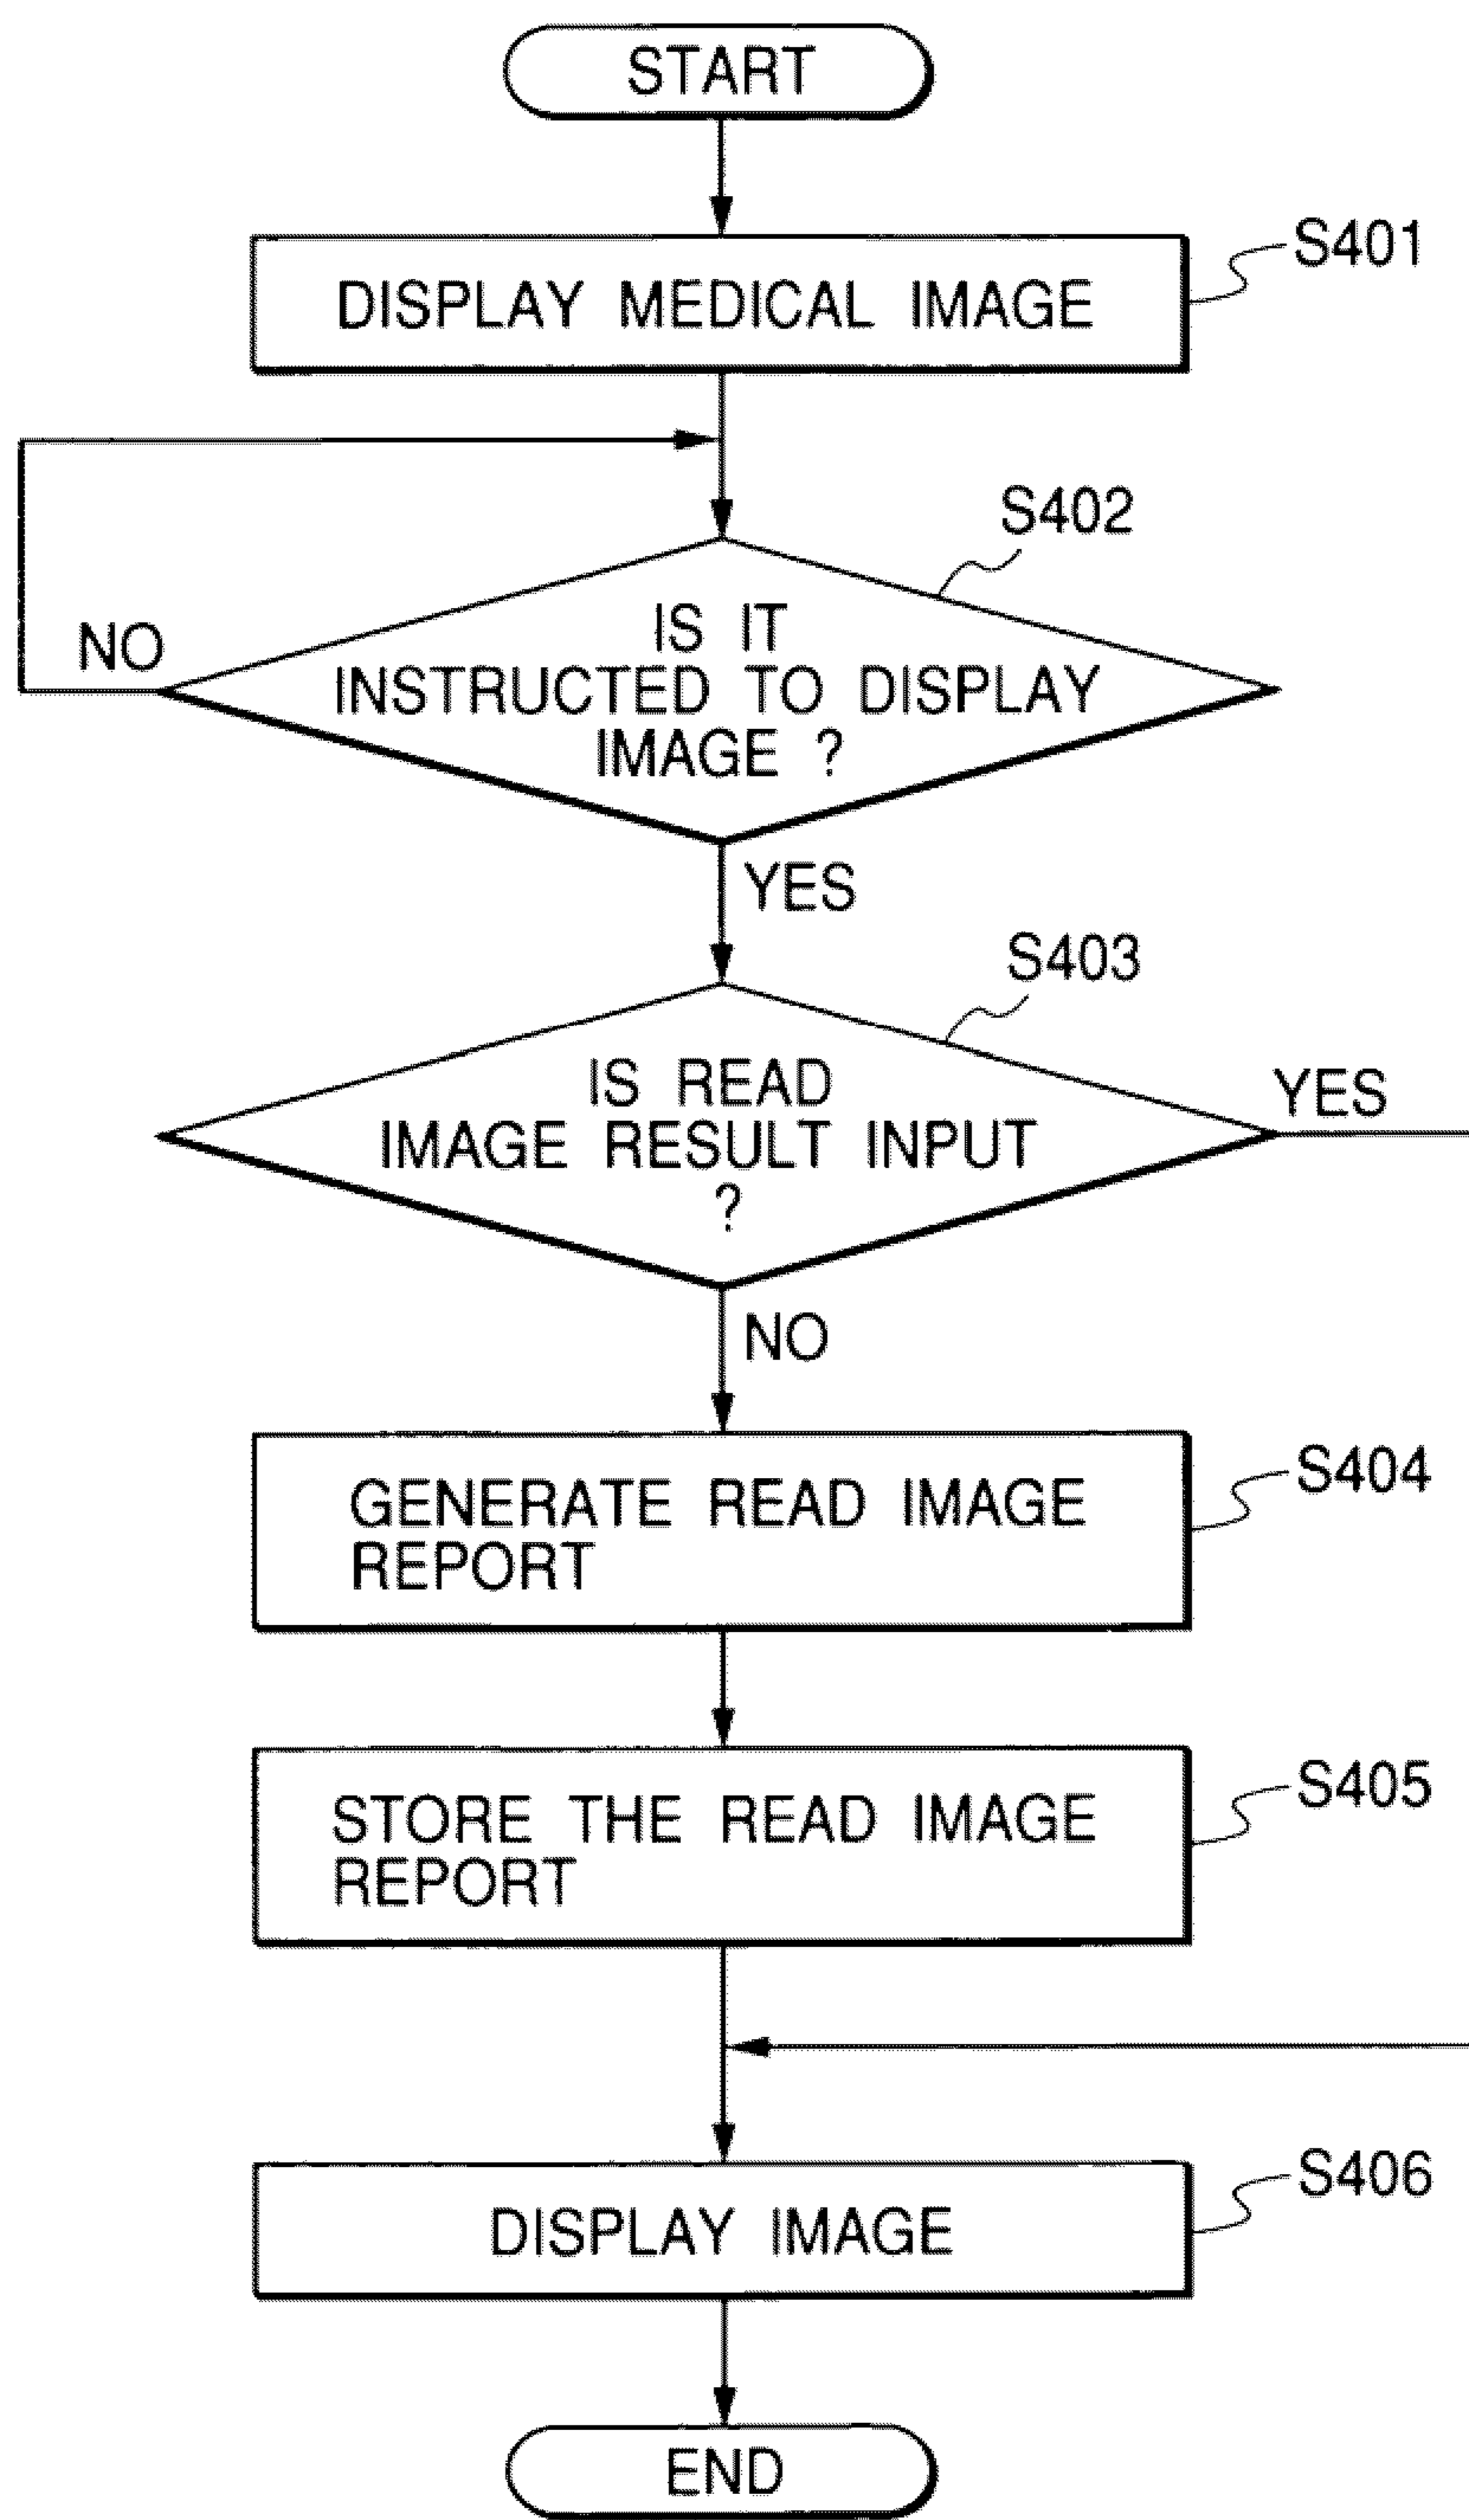 START
DISPLAY MEDICAL IMAGE
S401
S402
IS IT
INSTRUCTED TO DISPLAY
IMAGE ?
NO
YES
S403
IS READ
IMAGE RESULT INPUT
?
YES
NO
GENERATE READ IMAGE
REPORT
S404
STORE THE READ IMAGE
REPORT
S405
DISPLAY IMAGE
S406
END